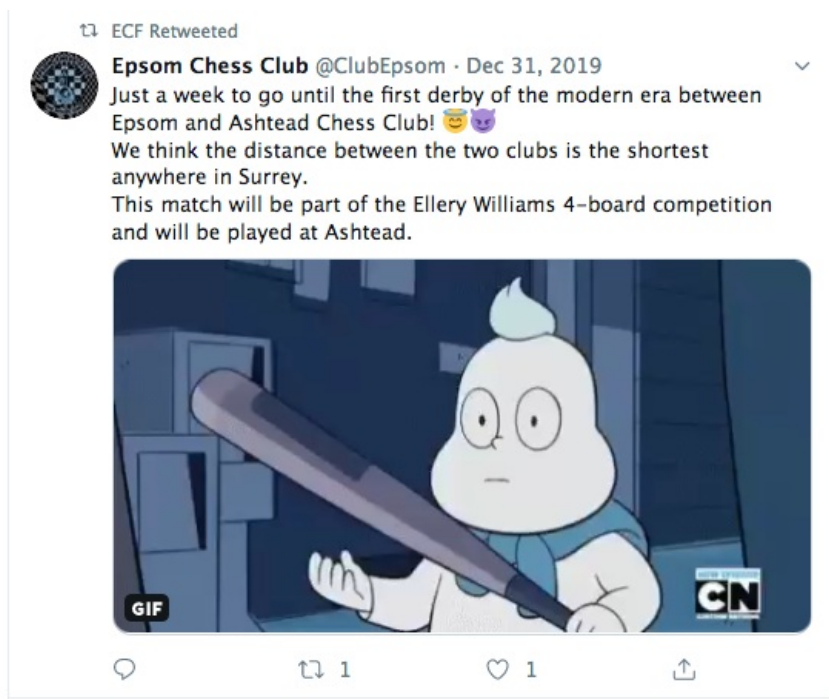 ECF Retweeted
Epsom Chess Club @ClubEpsom · Dec 31, 2019
Just a week to go until the first derby of the modern era between
Epsom and Ashtead Chess Club! 😇😈
We think the distance between the two clubs is the shortest
anywhere in Surrey.
This match will be part of the Ellery Williams 4-board competition
and will be played at Ashtead.
CN
GIF
1 1